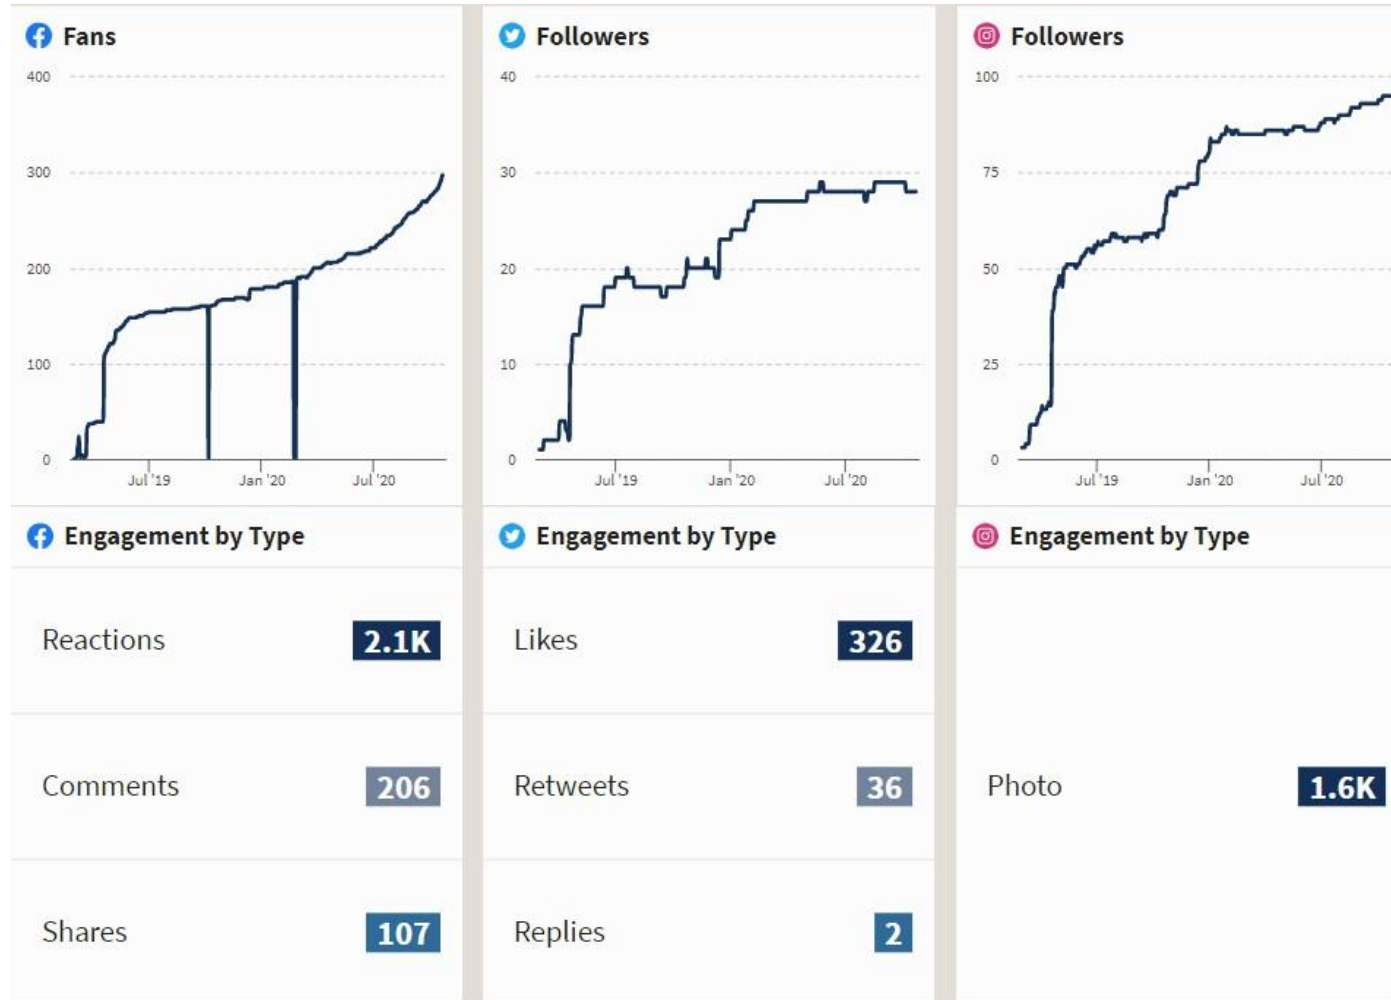 Fans
400
300
200
100
0
Jul '19 Jan '20 Jul '20
Followers
40
30
20
10
0
Jul '19 Jan '20 Jul '20
Followers
100
75
50
25
0
Jul '19 Jan '20 Jul '20
Engagement by Type
Reactions 2.1K
Comments 206
Shares 107
Engagement by Type
Likes 326
Retweets 36
Replies 2
Engagement by Type
Photo 1.6K